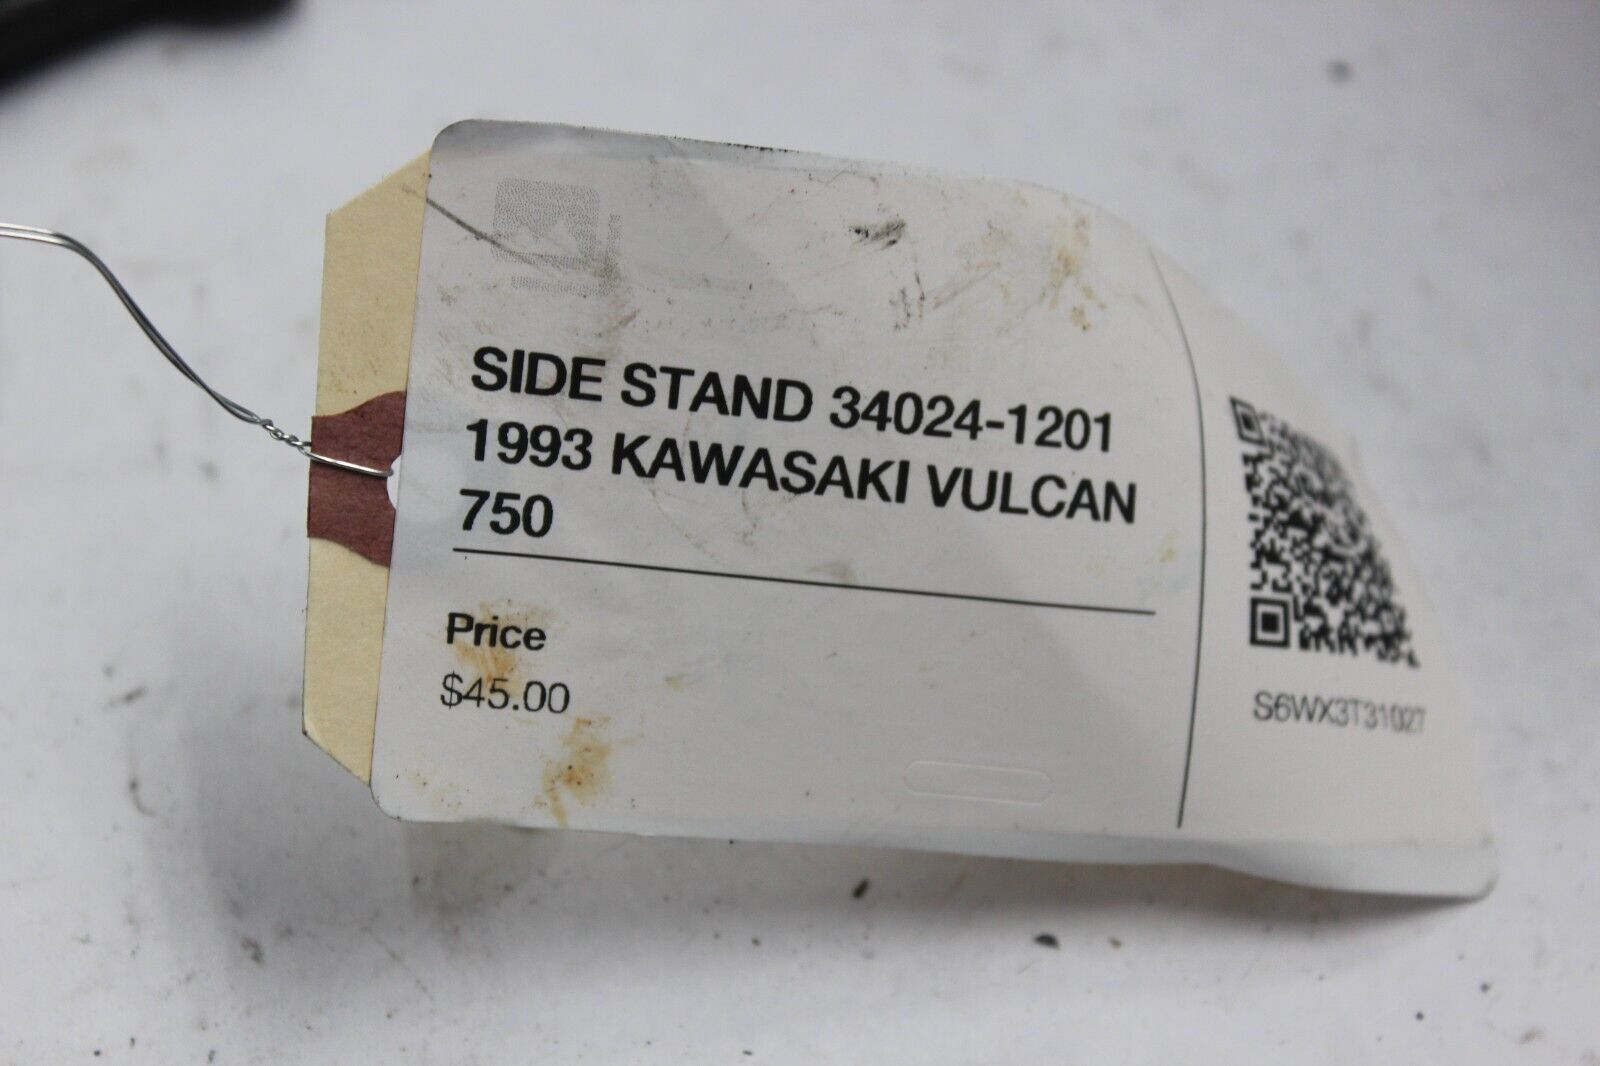 SIDE STAND 34024-1201
1993 KAWASAKI VULCAN
750
Price
$45.00
S6WX3T31027